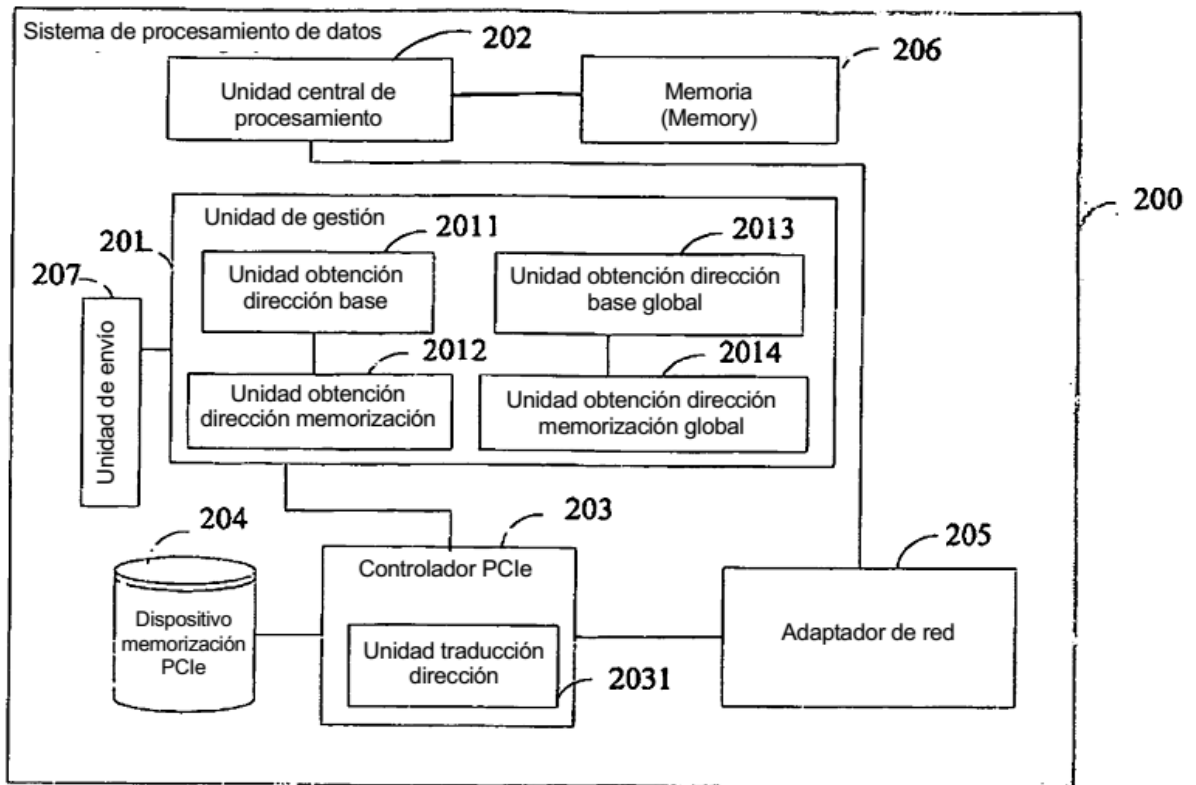 Sistema de procesamiento de datos
202
206
Unidad central de
procesamiento
Memoria
(Memory)
200
Unidad de gestión
201
2011
2013
207
Unidad obtención
dirección base
Unidad obtención dirección
base global
Unidad de envío
2012
2014
Unidad obtención
dirección memorización
Unidad obtención dirección
memorización global
204
203
205
Controlador PCIe
Dispositivo
memorización
PCIe
Unidad traducción
dirección
Adaptador de red
2031